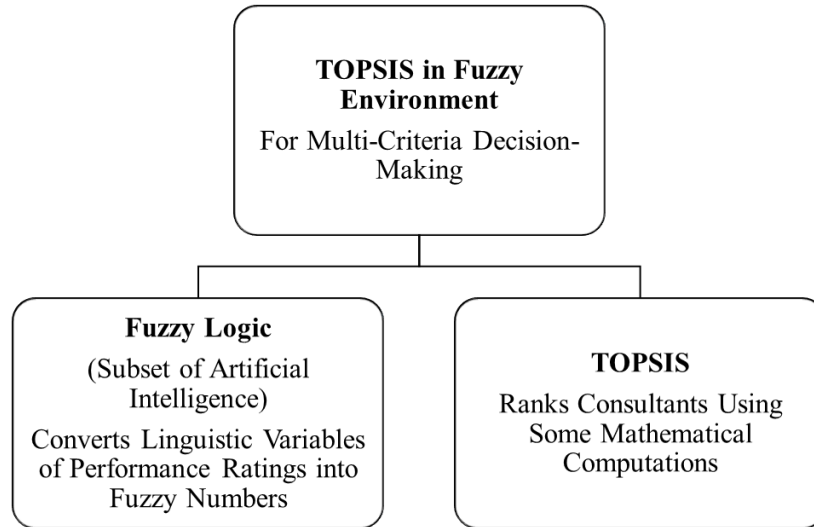 TOPSIS in Fuzzy
Environment
For Multi-Criteria Decision-
Making
Fuzzy Logic
(Subset of Artificial
Intelligence)
Converts Linguistic Variables
of Performance Ratings into
Fuzzy Numbers
TOPSIS
Ranks Consultants Using
Some Mathematical
Computations